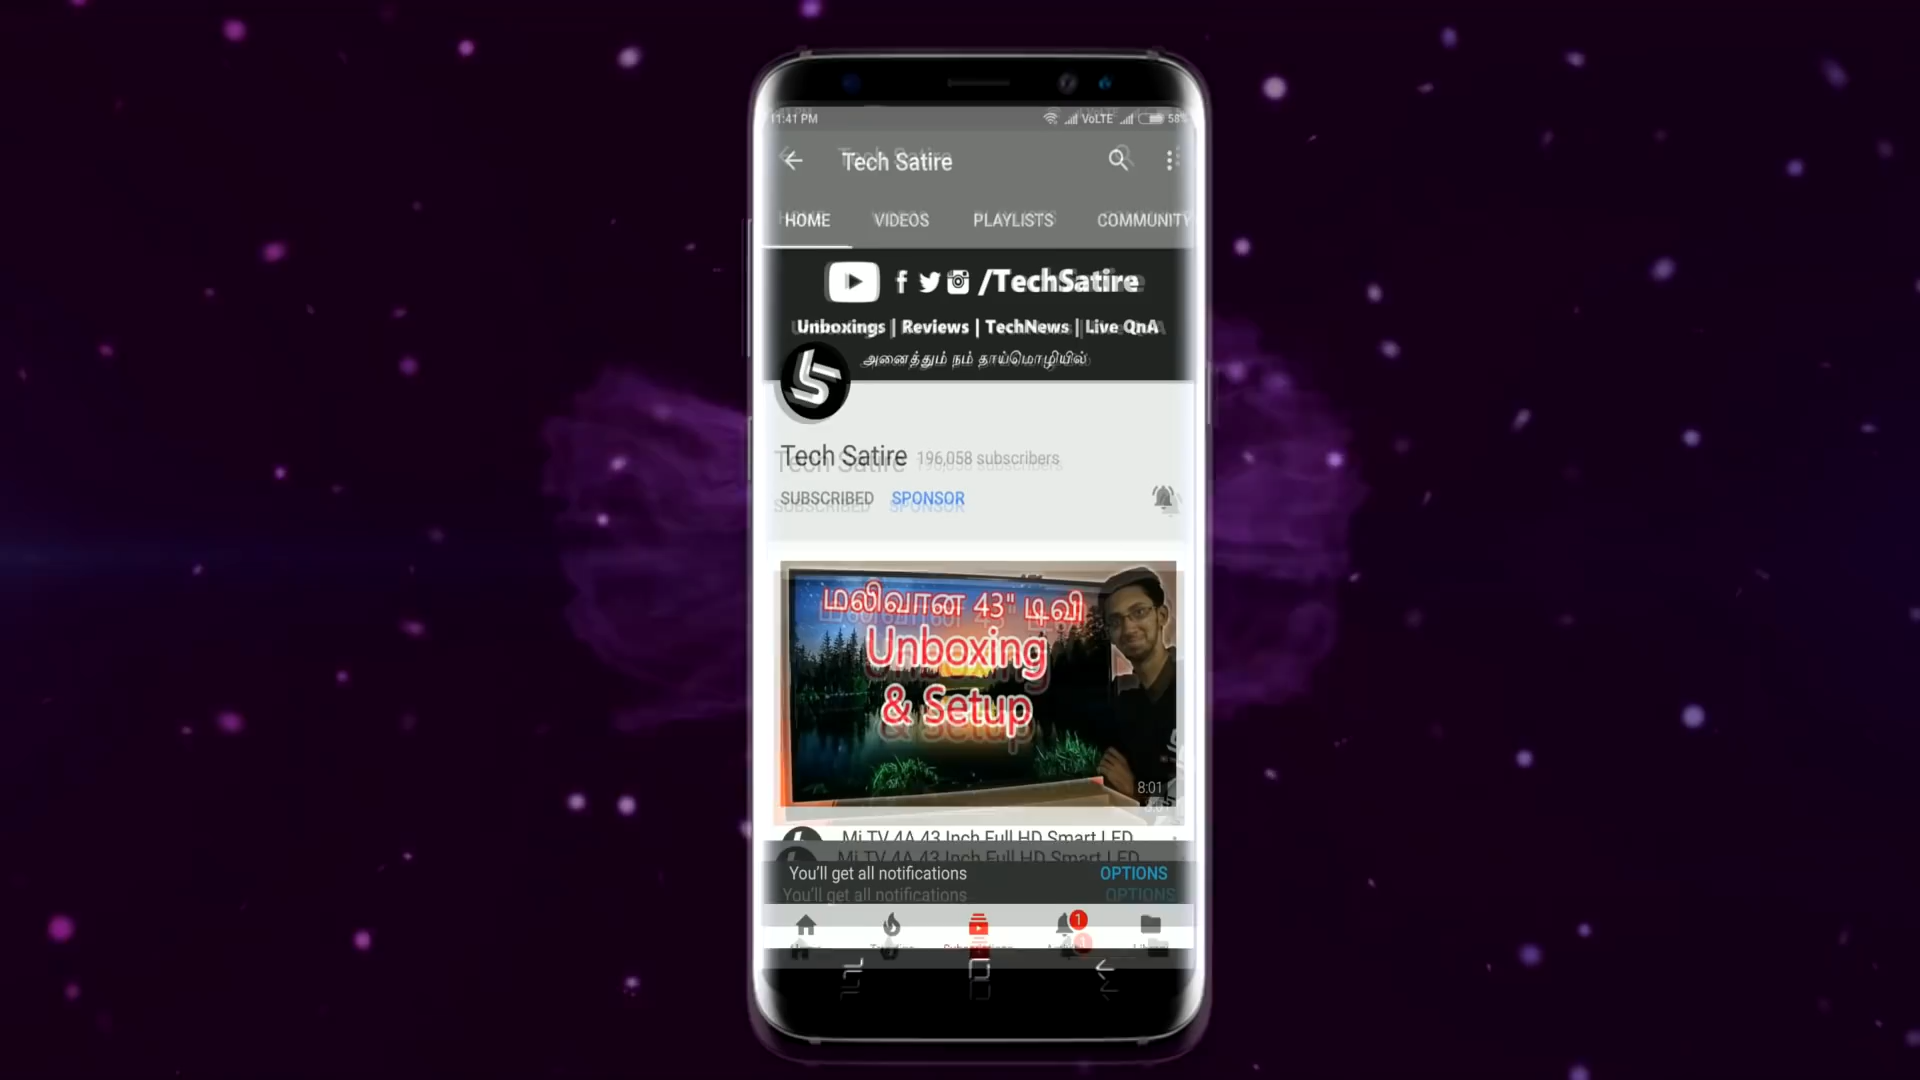 11:41 PM VoLTE 58%
Tech Satire
HOME VIDEOS PLAYLISTS COMMUNITY
/TechSatire
Unboxings | Reviews | TechNews | Live QnA
அனைத்தும் நம் தாய்மொழியில்
Tech Satire 196,058 subscribers
SUBSCRIBED SPONSOR
மலிவான 43" டிவி
Unboxing
& Setup
8:01
Mi TV 4A 43 Inch Full HD Smart LED
You'll get all notifications OPTIONS
1